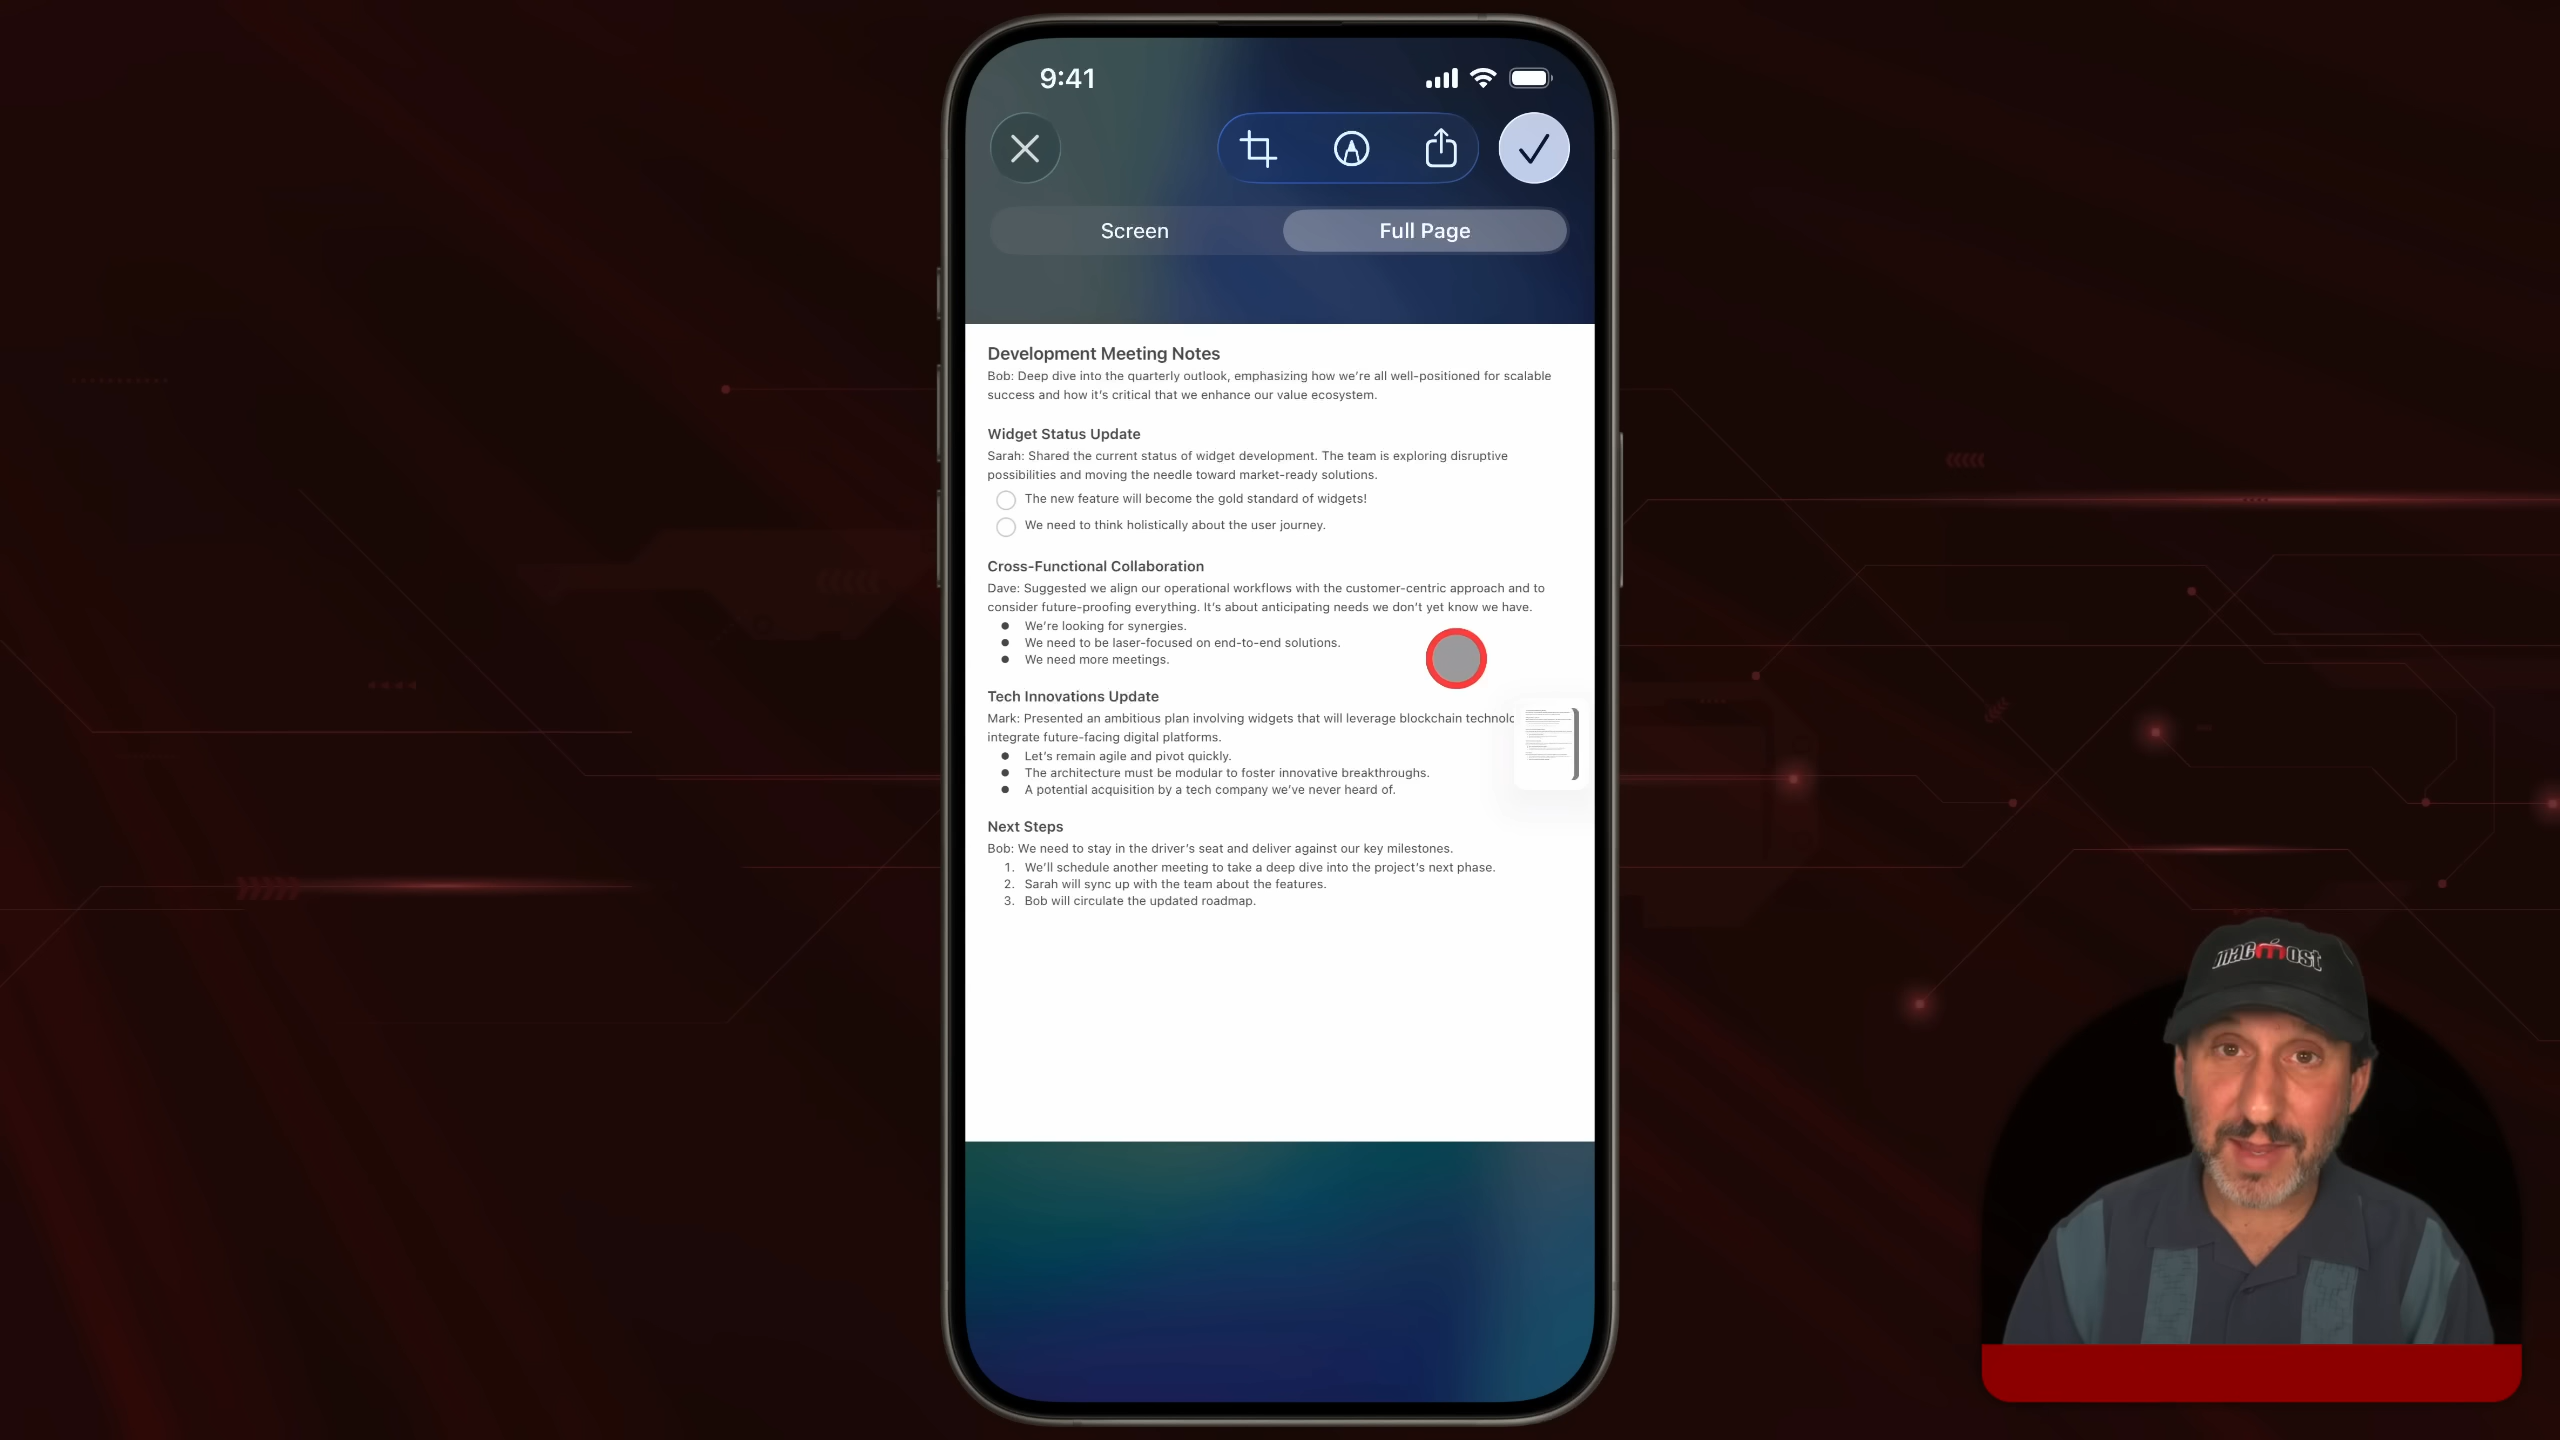 9:41
Screen
Full Page
Development Meeting Notes
Bob: Deep dive into the quarterly outlook, emphasizing how we're all well-positioned for scalable
success and how it's critical that we enhance our value ecosystem.
Widget Status Update
Sarah: Shared the current status of widget development. The team is exploring disruptive
possibilities and moving the needle toward market-ready solutions.
The new feature will become the gold standard of widgets!
We need to think holistically about the user journey.
Cross-Functional Collaboration
Dave: Suggested we align our operational workflows with the customer-centric approach and to
consider future-proofing everything. It's about anticipating needs we don't yet know we have.
● We're looking for synergies.
● We need to be laser-focused on end-to-end solutions.
● We need more meetings.
Tech Innovations Update
Mark: Presented an ambitious plan involving widgets that will leverage blockchain
integrate future-facing digital platforms.
● Let's remain agile and pivot quickly.
● The architecture must be modular to foster innovative breakthroughs.
● A potential acquisition by a tech company we've never heard of.
Next Steps
Bob: We need to stay in the driver's seat and deliver against our key milestones.
1. We'll schedule another meeting to take a deep dive into the project's next phase.
2. Sarah will sync up with the team about the features.
3. Bob will circulate the updated roadmap.
macmost